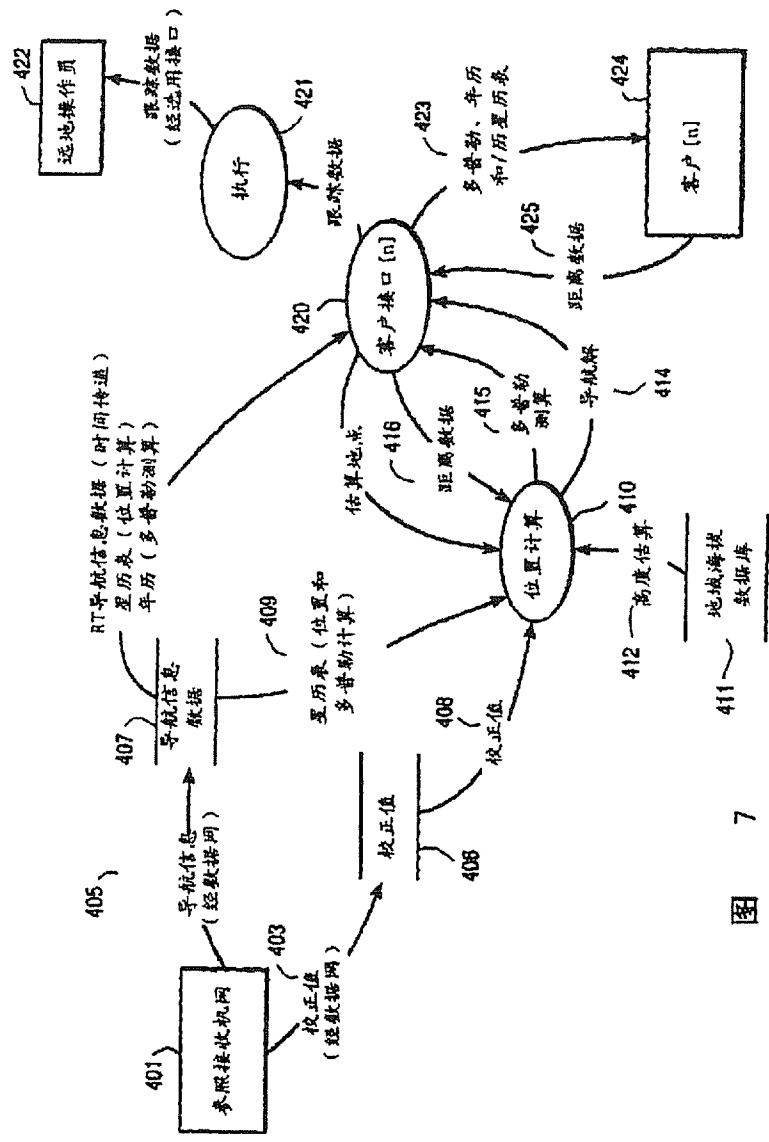 422
远地操作员
跟踪数据
(经选用接口)
421
执行
跟踪数据
423
多普勒、年历
和/历星历表
424
客户[n]
425
距离数据
420
客户接口[n]
RT导航信息数据(时间传递)
星历表(位置计算)
年历(多普勒测算)
估算地点
416
距离数据
415
多普勒
测算
导航解
414
407
导航信息
数据
409
星历表(位置和
多普勒计算)
位置计算
410
高度估算
412
地域海拔
数据库
411
405
导航信息
(经数据网)
401
参照接收机网
403
校正值
(经数据网)
校正值
406
408
校正值
图 7